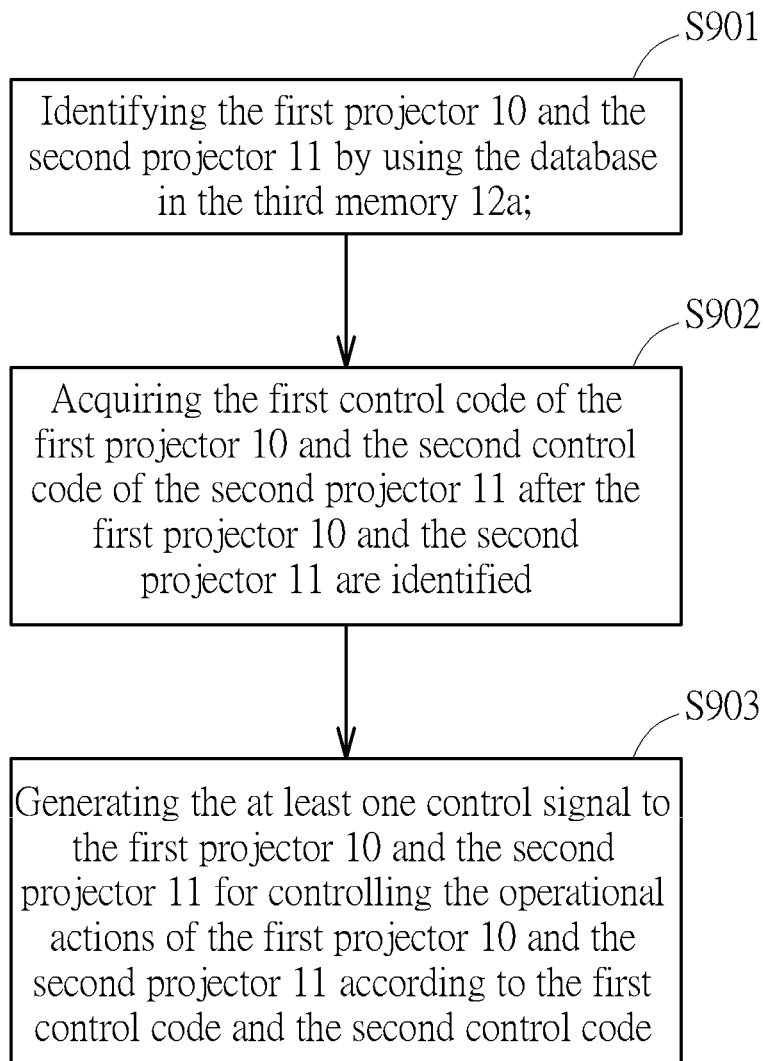 S901
Identifying the first projector 10 and the
second projector 11 by using the database
in the third memory 12a;
S902
Acquiring the first control code of the
first projector 10 and the second control
code of the second projector 11 after the
first projector 10 and the second
projector 11 are identified
S903
Generating the at least one control signal to
the first projector 10 and the second
projector 11 for controlling the operational
actions of the first projector 10 and the
second projector 11 according to the first
control code and the second control code